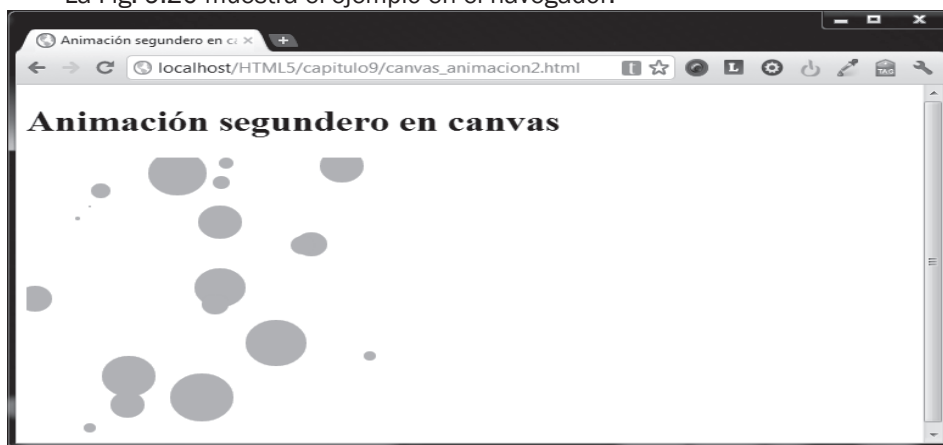 La Fig. 9.20 muestra el ejemplo en el navegador.
Animación segundero en ca
localhost/HTML5/capitulo9/canvas_animacion2.html
L
TAG
Animación segundero en canvas